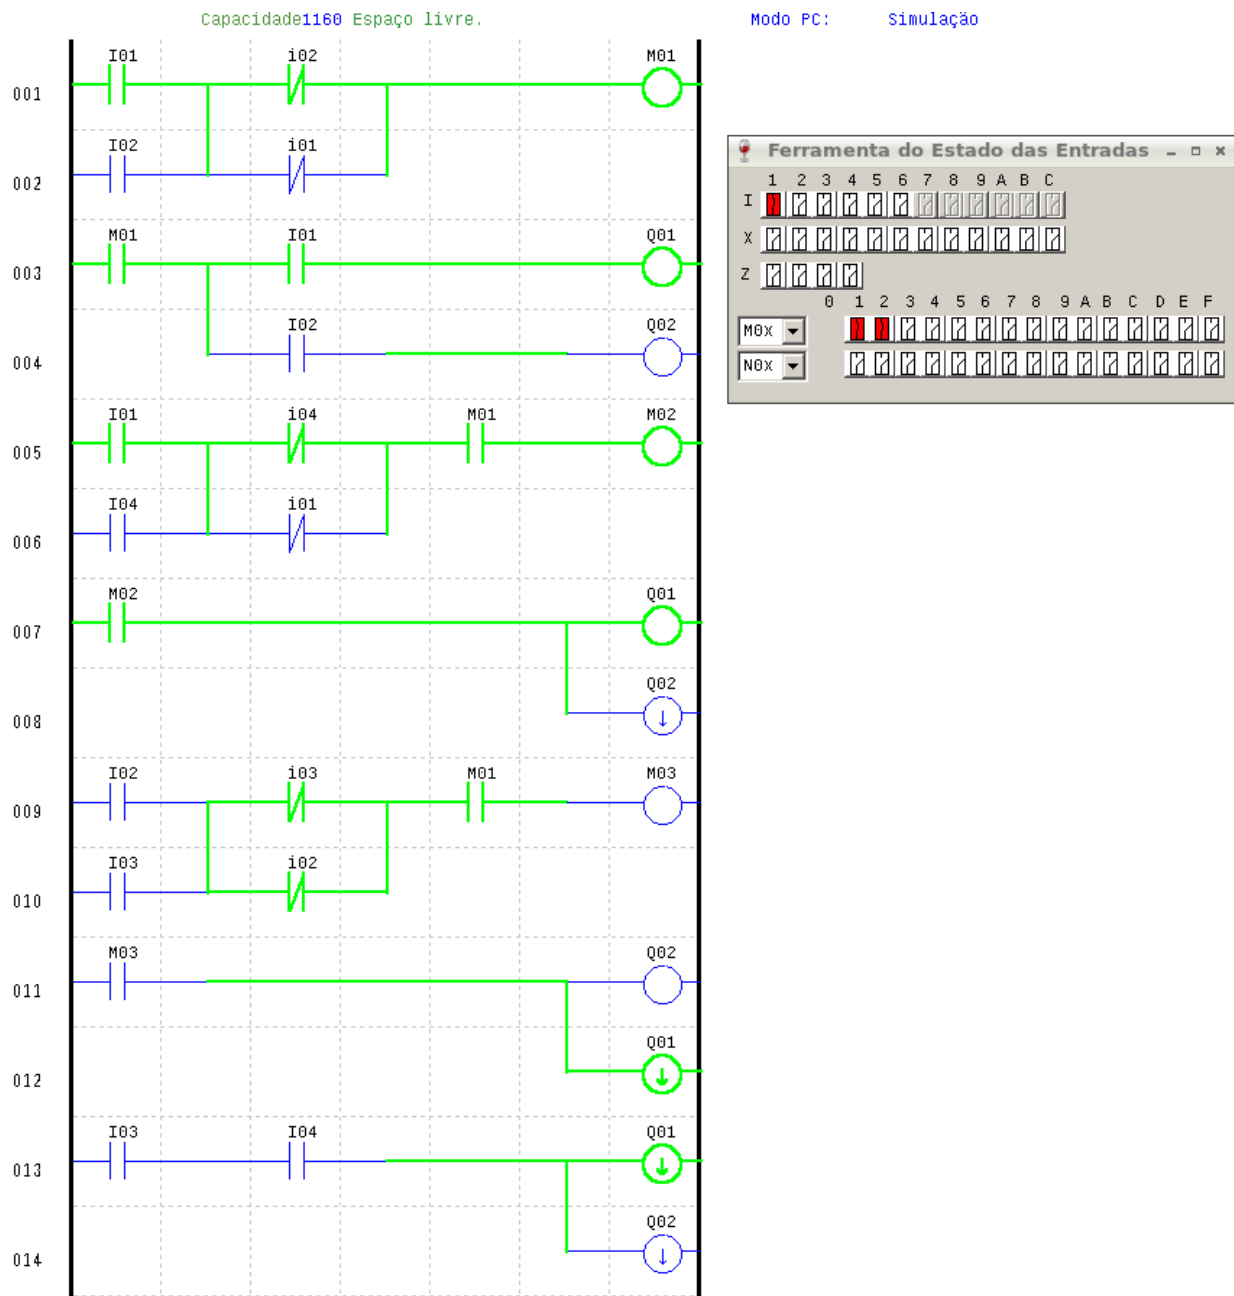 Capacidade1160 Espaço livre. Modo PC: Simulação
I01 i02 M01
001
I02 i01
002
M01 I01 Q01
003
I02 Q02
004
I01 i04 M01 M02
005
I04 i01
006
M02 Q01
007
Q02
008
I02 i03 M01 M03
009
I03 i02
010
M03 Q02
011
Q01
012
I03 I04 Q01
013
Q02
014
Ferramenta do Estado das Entradas
1 2 3 4 5 6 7 8 9 A B C
I
X
Z
0 1 2 3 4 5 6 7 8 9 A B C D E F
M0x
N0x